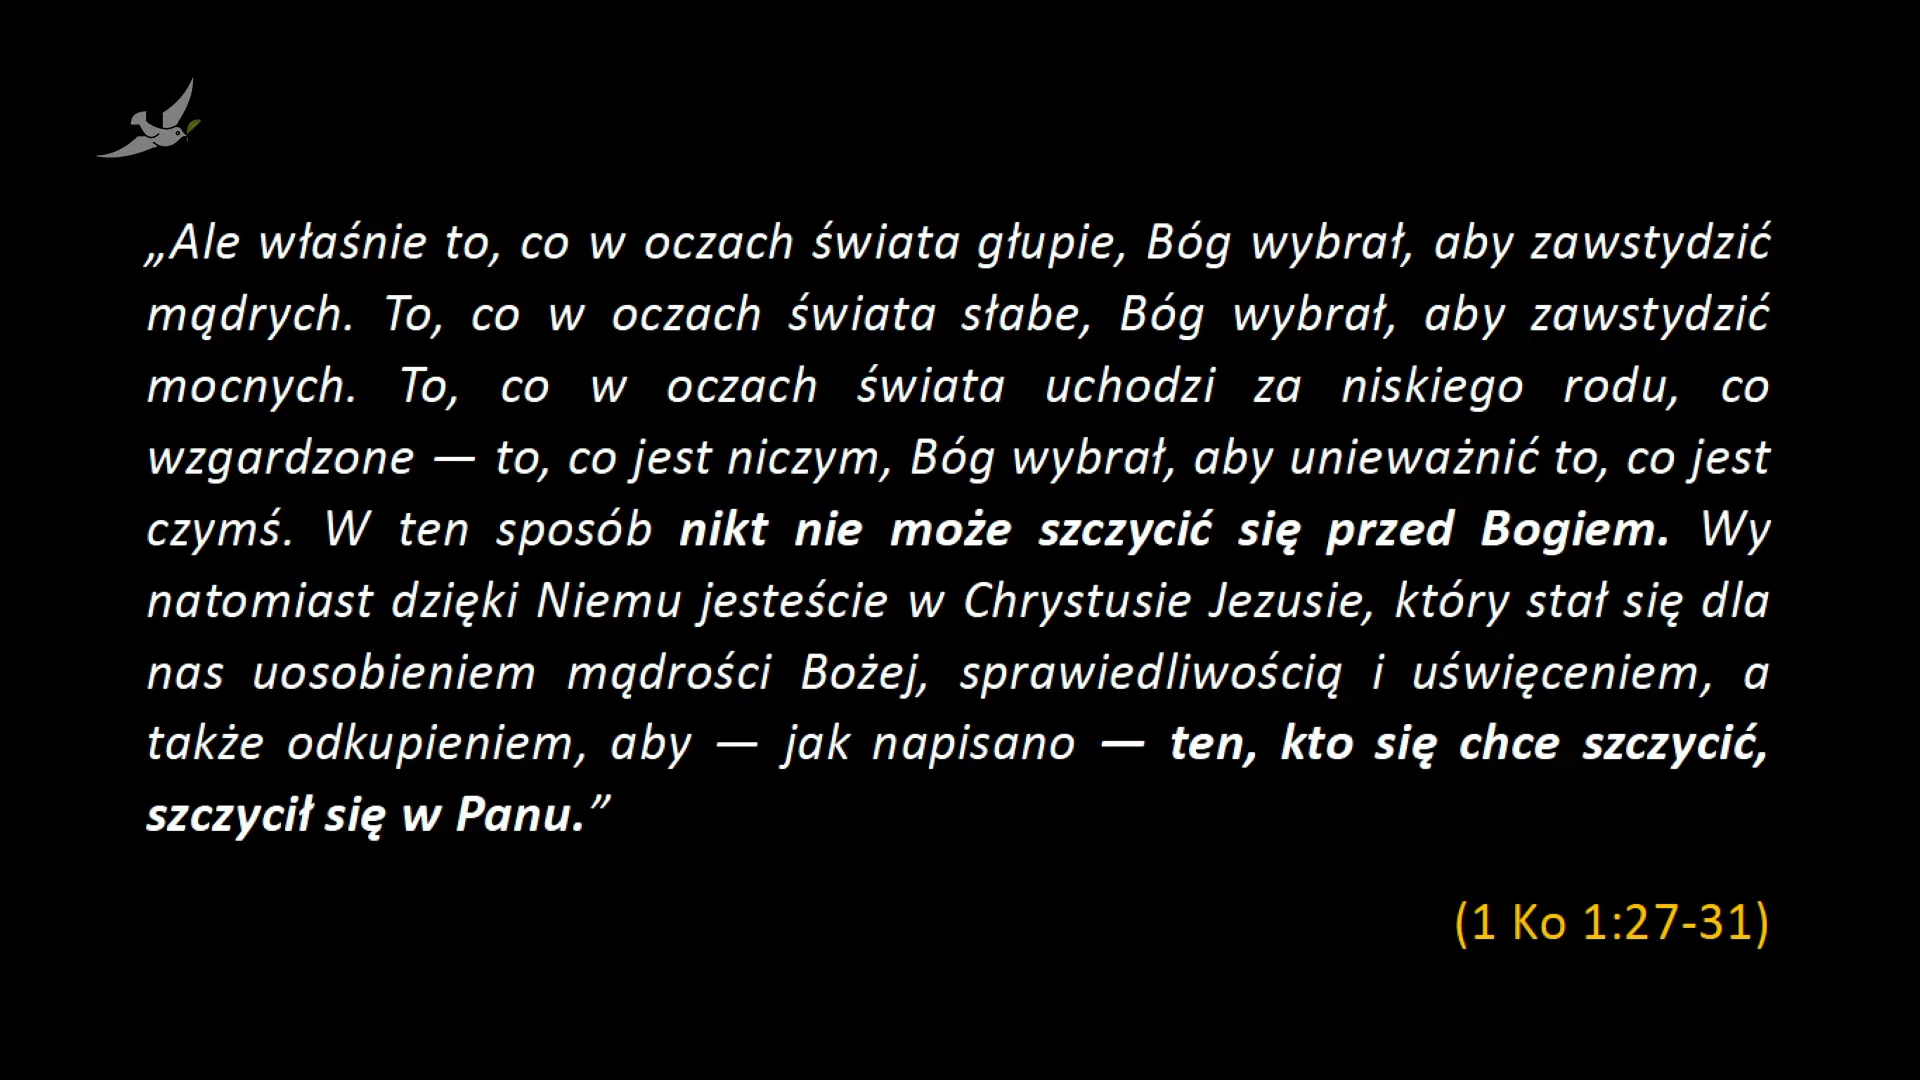 „Ale właśnie to, co w oczach świata głupie, Bóg wybrał, aby zawstydzić
mądrych. To, co w oczach świata słabe, Bóg wybrał, aby zawstydzić
mocnych. To, co w oczach świata uchodzi za niskiego rodu, co
wzgardzone — to, co jest niczym, Bóg wybrał, aby unieważnić to, co jest
czymś. W ten sposób nikt nie może szczycić się przed Bogiem. Wy
natomiast dzięki Niemu jesteście w Chrystusie Jezusie, który stał się dla
nas uosobieniem mądrości Bożej, sprawiedliwością i uświęceniem, a
także odkupieniem, aby — jak napisano — ten, kto się chce szczycić,
szczycił się w Panu.”
(1 Ko 1:27-31)